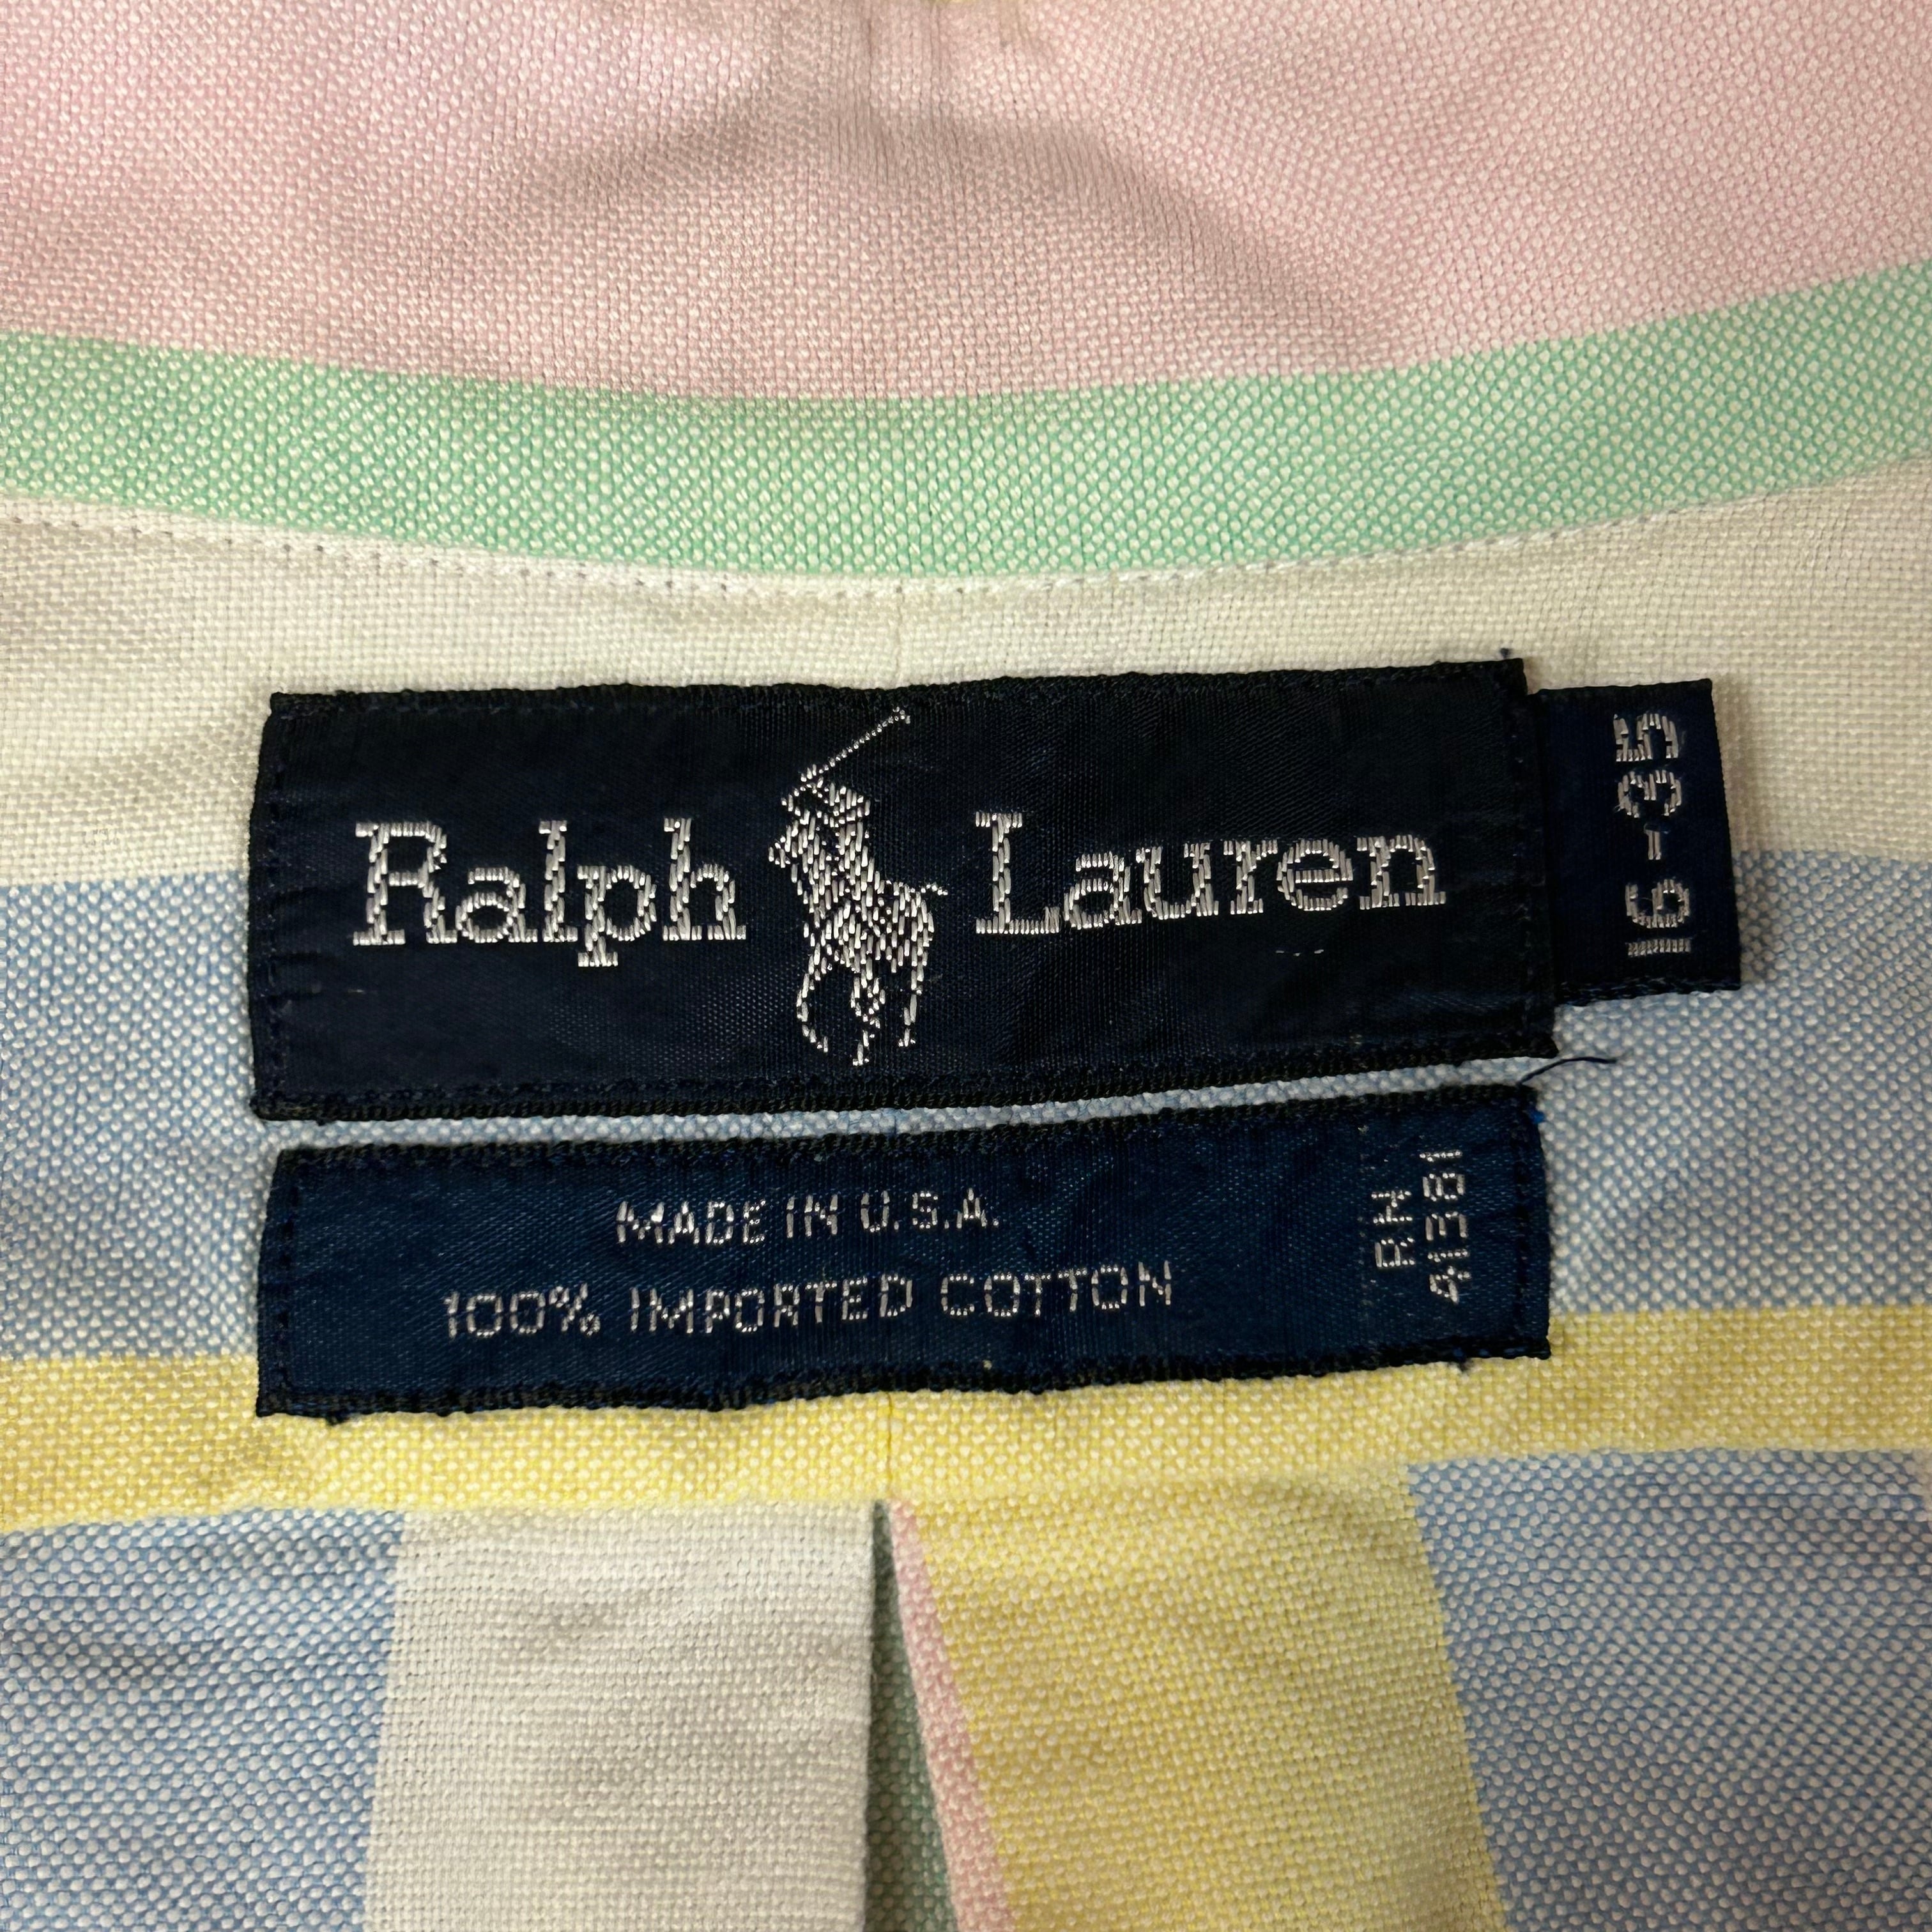 Ralph Lauren
16-35
MADE IN U.S.A.
100% IMPORTED COTTON
RN
41381